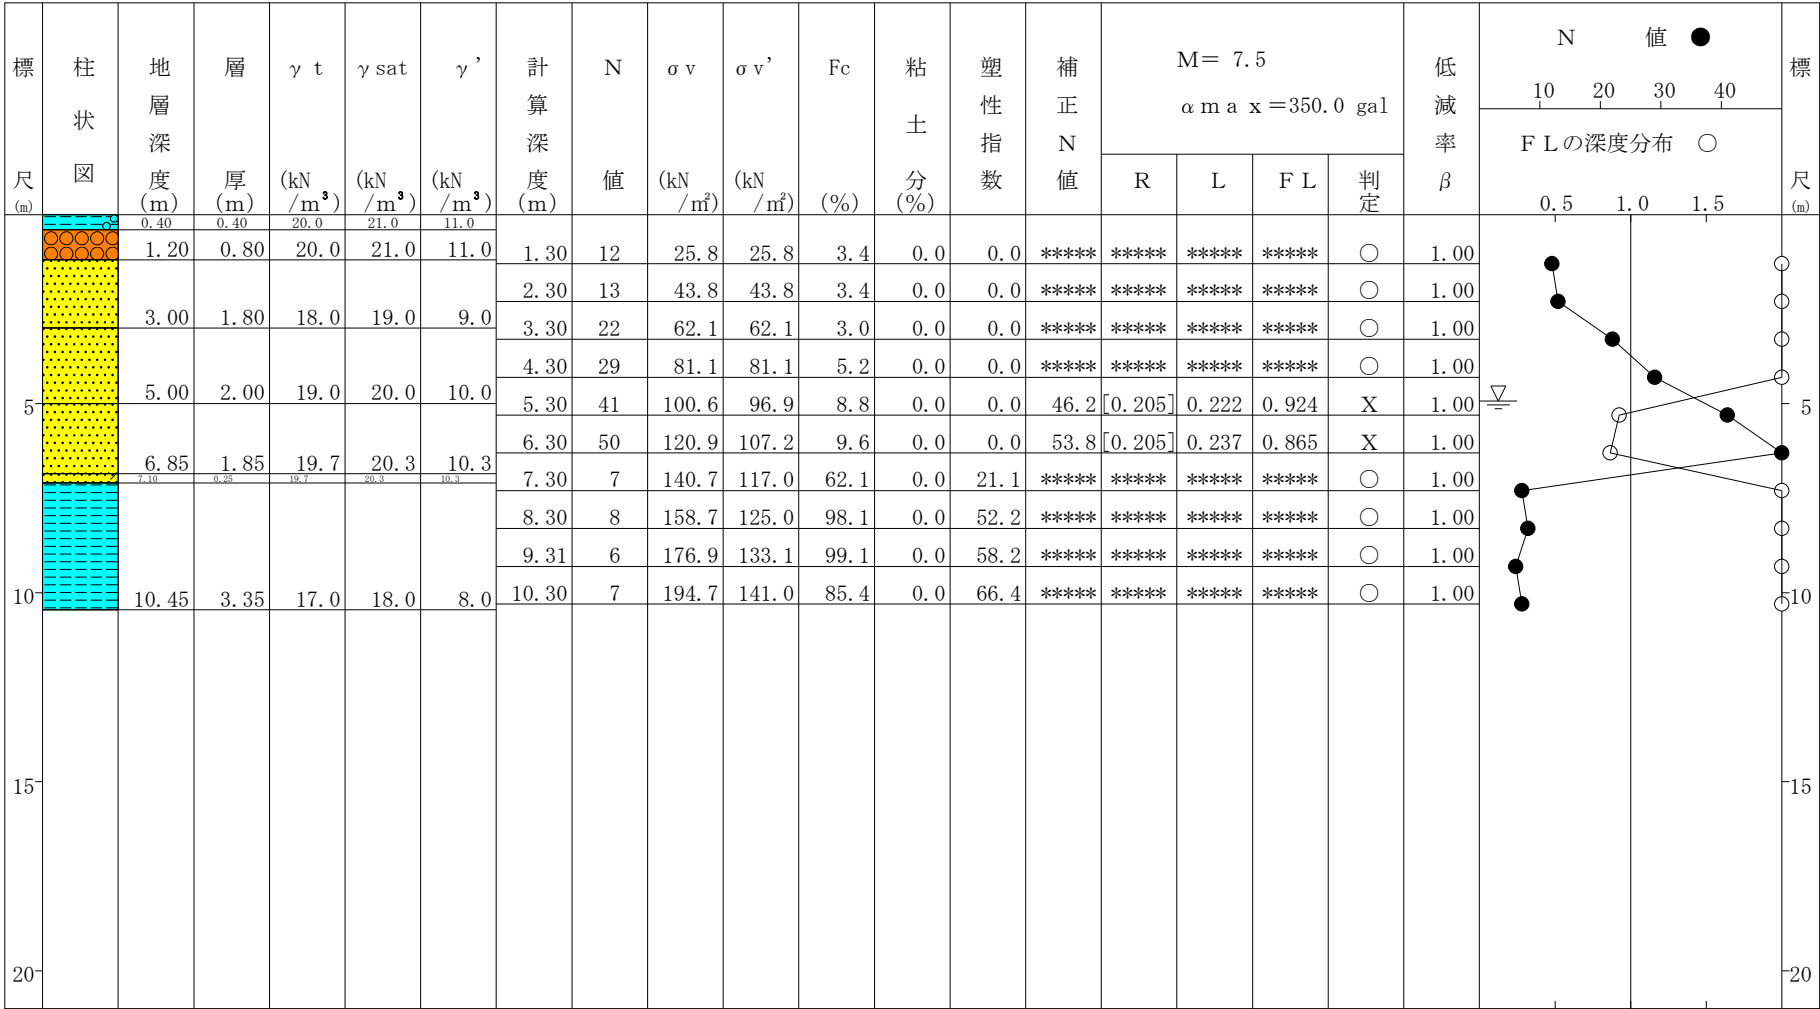 標尺(m) 柱状図 地層深度(m) 層厚(m) γt(kN/m³) γsat(kN/m³) γ'(kN/m³) 計算深度(m) N値 σv(kN/㎡) σv'(kN/㎡) Fc(%) 粘土分(%) 塑性指数 補正N値 M= 7.5 αmax=350.0 gal R L FL 判定 低減率β N値 ● 標尺(m)
10 20 30 40
FLの深度分布 ○
0.5 1.0 1.5
0.40 0.40 20.0 21.0 11.0
1.20 0.80 20.0 21.0 11.0
1.30 12 25.8 25.8 3.4 0.0 0.0 ***** ***** ***** ***** ○ 1.00
2.30 13 43.8 43.8 3.4 0.0 0.0 ***** ***** ***** ***** ○ 1.00
3.00 1.80 18.0 19.0 9.0
3.30 22 62.1 62.1 3.0 0.0 0.0 ***** ***** ***** ***** ○ 1.00
4.30 29 81.1 81.1 5.2 0.0 0.0 ***** ***** ***** ***** ○ 1.00
5.00 2.00 19.0 20.0 10.0
5 5.30 41 100.6 96.9 8.8 0.0 0.0 46.2 [0.205] 0.222 0.924 X 1.00 5
6.30 50 120.9 107.2 9.6 0.0 0.0 53.8 [0.205] 0.237 0.865 X 1.00
6.85 1.85 19.7 20.3 10.3
7.10 0.25 19.7 20.3 10.3
7.30 7 140.7 117.0 62.1 0.0 21.1 ***** ***** ***** ***** ○ 1.00
8.30 8 158.7 125.0 98.1 0.0 52.2 ***** ***** ***** ***** ○ 1.00
9.31 6 176.9 133.1 99.1 0.0 58.2 ***** ***** ***** ***** ○ 1.00
10 10.30 7 194.7 141.0 85.4 0.0 66.4 ***** ***** ***** ***** ○ 1.00 10
10.45 3.35 17.0 18.0 8.0
15 15
20 20